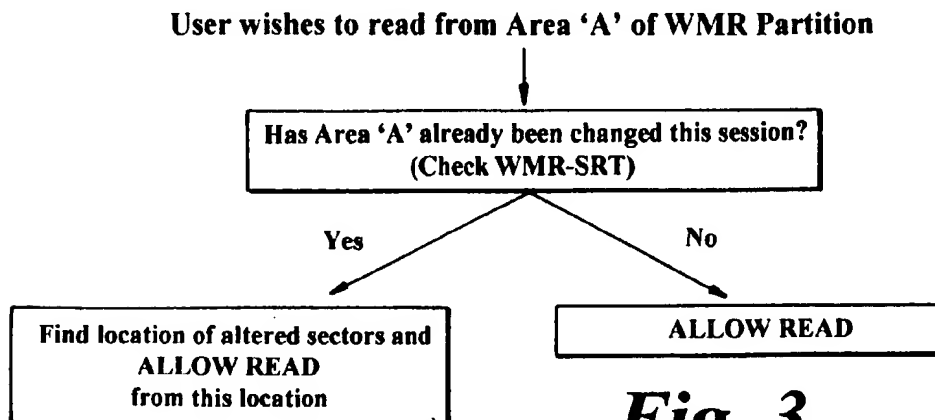 User wishes to read from Area ‘A’ of WMR Partition
Has Area ‘A’ already been changed this session?
(Check WMR-SRT)
Yes
No
Find location of altered sectors and
ALLOW READ
from this location
ALLOW READ
Fig. 3